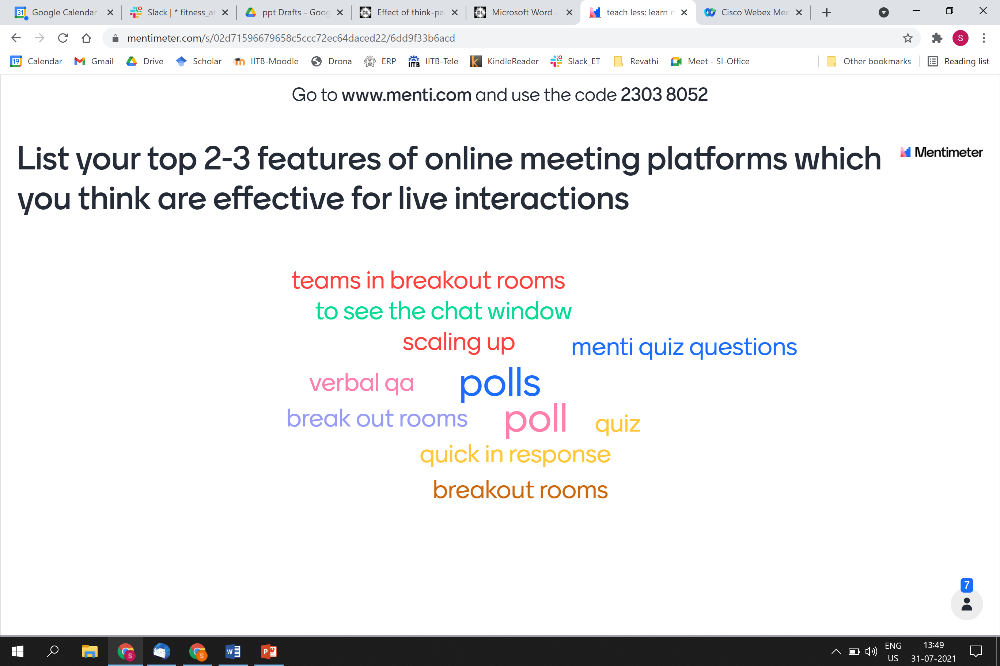 31 Google Calendar Slack | * fitness_at ppt Drafts - Goog Effect of think-pai Microsoft Word - teach less; learn m Cisco Webex Mee
mentimeter.com/s/02d71596679658c5ccc72ec64daced22/6dd9f33b6acd S
19 Calendar Gmail Drive Scholar IITB-Moodle Drona ERP IITB IITB-Tele k KindleReader Slack_ET Revathi Meet - SI-Office Other bookmarks Reading list
Go to www.menti.com and use the code 2303 8052
List your top 2-3 features of online meeting platforms which
Mentimeter
you think are effective for live interactions
teams in breakout rooms
to see the chat window
scaling up
menti quiz questions
verbal qa
polls
break out rooms
poll
quiz
quick in response
breakout rooms
7
S S W P
ENG
US
13:49
31-07-2021